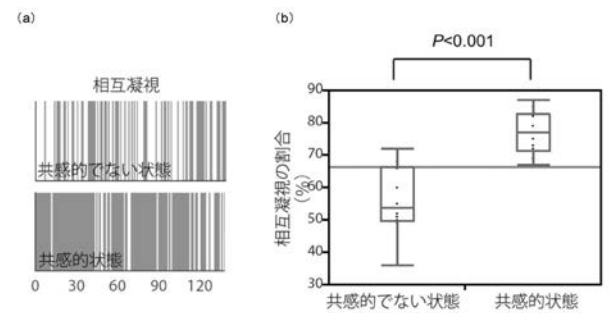 (a)
相互凝視
共感的でない状態
共感的状態
0 30 60 90 120
(b)
P<0.001
相互凝視の割合
(%)
90
80
70
60
50
40
30
共感的でない状態 共感的状態